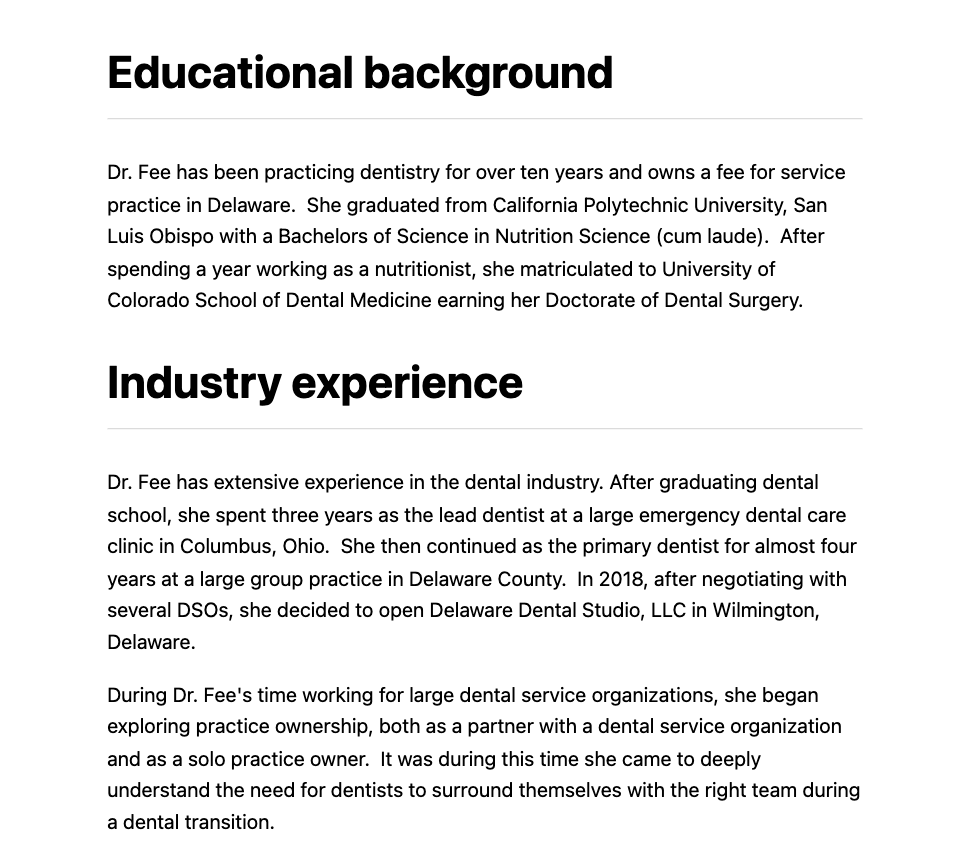 Educational background
Dr. Fee has been practicing dentistry for over ten years and owns a fee for service
practice in Delaware.  She graduated from California Polytechnic University, San
Luis Obispo with a Bachelors of Science in Nutrition Science (cum laude).  After
spending a year working as a nutritionist, she matriculated to University of
Colorado School of Dental Medicine earning her Doctorate of Dental Surgery.
Industry experience
Dr. Fee has extensive experience in the dental industry. After graduating dental
school, she spent three years as the lead dentist at a large emergency dental care
clinic in Columbus, Ohio.  She then continued as the primary dentist for almost four
years at a large group practice in Delaware County.  In 2018, after negotiating with
several DSOs, she decided to open Delaware Dental Studio, LLC in Wilmington,
Delaware.
During Dr. Fee's time working for large dental service organizations, she began
exploring practice ownership, both as a partner with a dental service organization
and as a solo practice owner.  It was during this time she came to deeply
understand the need for dentists to surround themselves with the right team during
a dental transition.